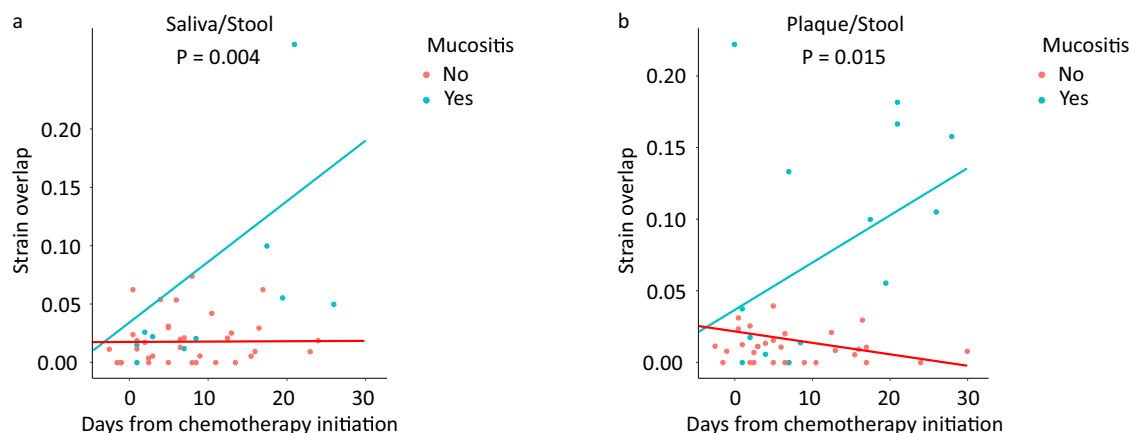 a
Saliva/Stool
P = 0.004
Mucositis
No
Yes
Strain overlap
0.20
0.15
0.10
0.05
0.00
0
10
20
30
Days from chemotherapy initiation
b
Plaque/Stool
P = 0.015
Mucositis
No
Yes
Strain overlap
0.20
0.15
0.10
0.05
0.00
0
10
20
30
Days from chemotherapy initiation